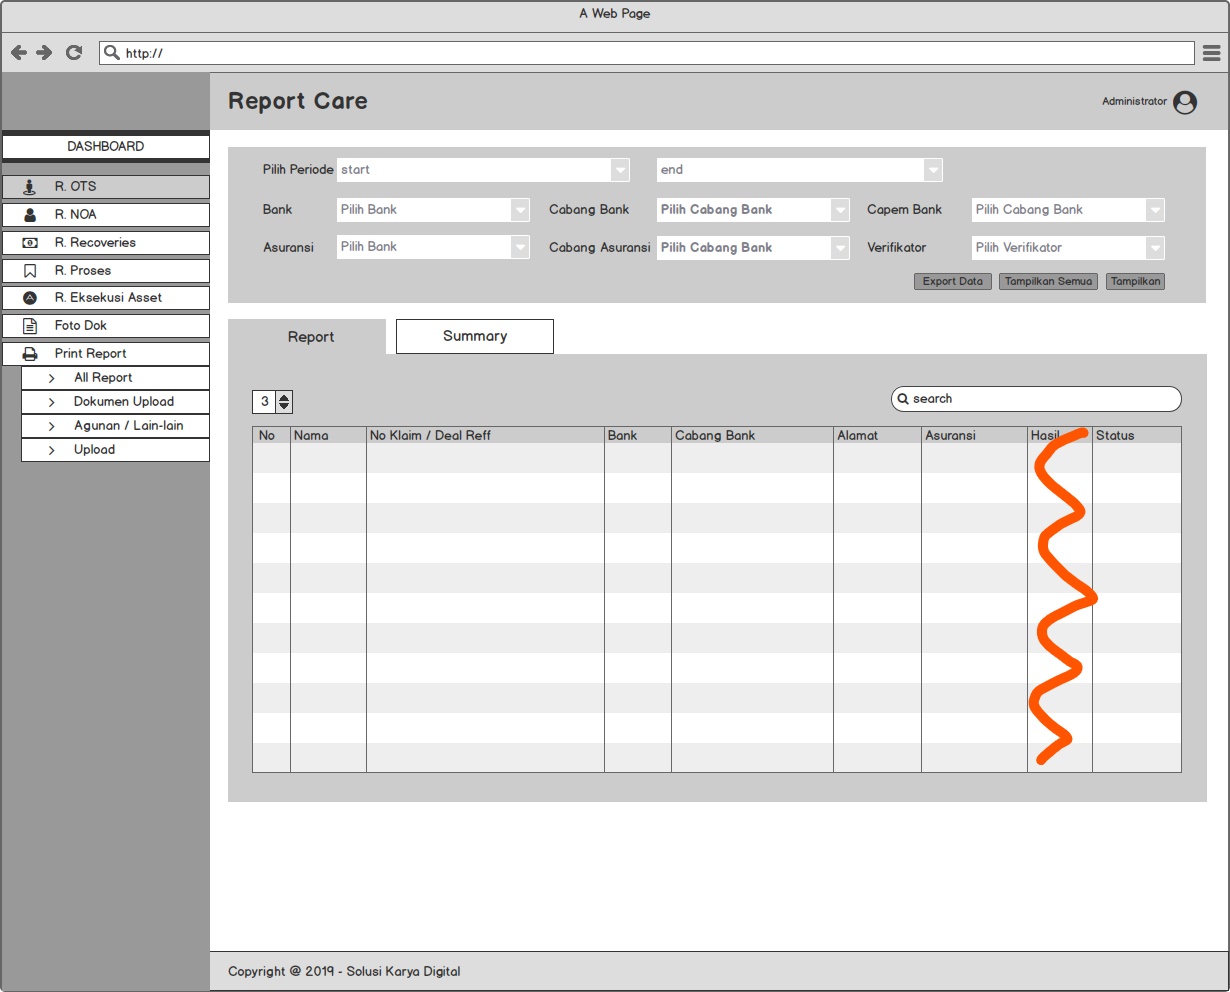 A Web Page
http://
Report Care
Administrator
DASHBOARD
R. OTS
R. NOA
R. Recoveries
R. Proses
R. Eksekusi Asset
Foto Dok
Print Report
All Report
Dokumen Upload
Agunan / Lain-lain
Upload
Pilih Periode start end
Bank Pilih Bank Cabang Bank Pilih Cabang Bank Capem Bank Pilih Cabang Bank
Asuransi Pilih Bank Cabang Asuransi Pilih Cabang Bank Verifikator Pilih Verifikator
Export Data Tampilkan Semua Tampilkan
Report Summary
3 search
No Nama No Klaim / Deal Reff Bank Cabang Bank Alamat Asuransi Hasil Status
Copyright @ 2019 - Solusi Karya Digital